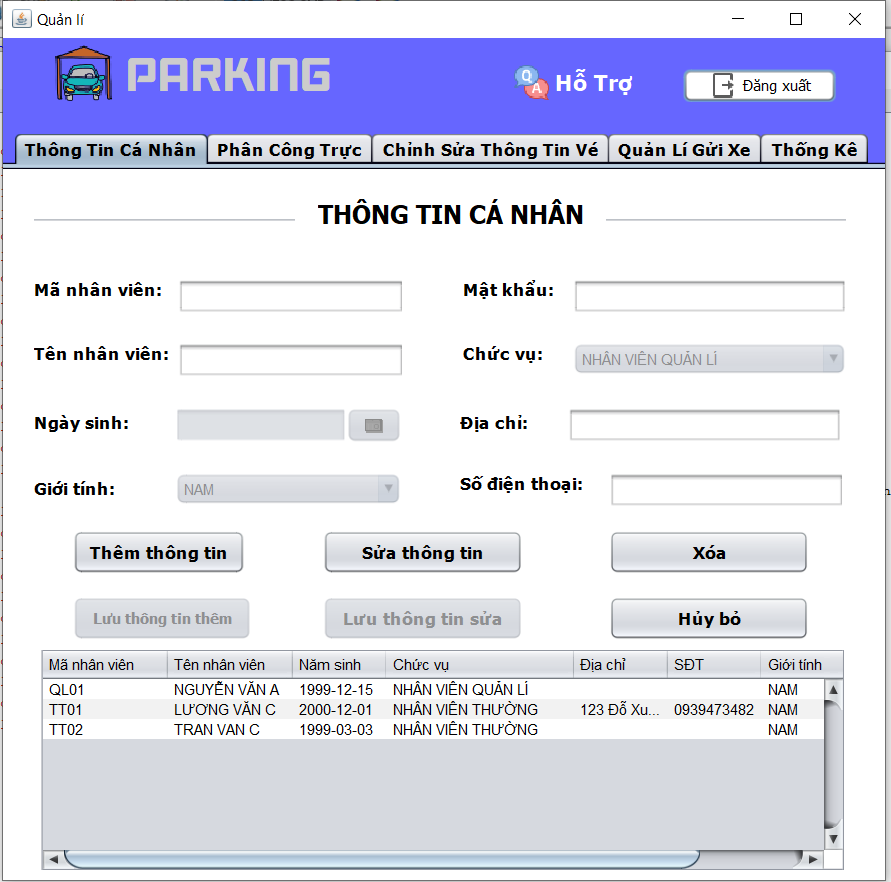 Quản lí
PARKING
Q A Hỗ Trợ
Đăng xuất
Thông Tin Cá Nhân Phân Công Trực Chỉnh Sửa Thông Tin Vé Quản Lí Gửi Xe Thống Kê
THÔNG TIN CÁ NHÂN
Mã nhân viên: Mật khẩu:
Tên nhân viên: Chức vụ: NHÂN VIÊN QUẢN LÍ
Ngày sinh: Địa chỉ:
Giới tính: NAM Số điện thoại:
Thêm thông tin Sửa thông tin Xóa
Lưu thông tin thêm Lưu thông tin sửa Hủy bỏ
Mã nhân viên Tên nhân viên Năm sinh Chức vụ Địa chỉ SĐT Giới tính
QL01 NGUYỄN VĂN A 1999-12-15 NHÂN VIÊN QUẢN LÍ NAM
TT01 LƯƠNG VĂN C 2000-12-01 NHÂN VIÊN THƯỜNG 123 Đỗ Xu... 0939473482 NAM
TT02 TRAN VAN C 1999-03-03 NHÂN VIÊN THƯỜNG NAM